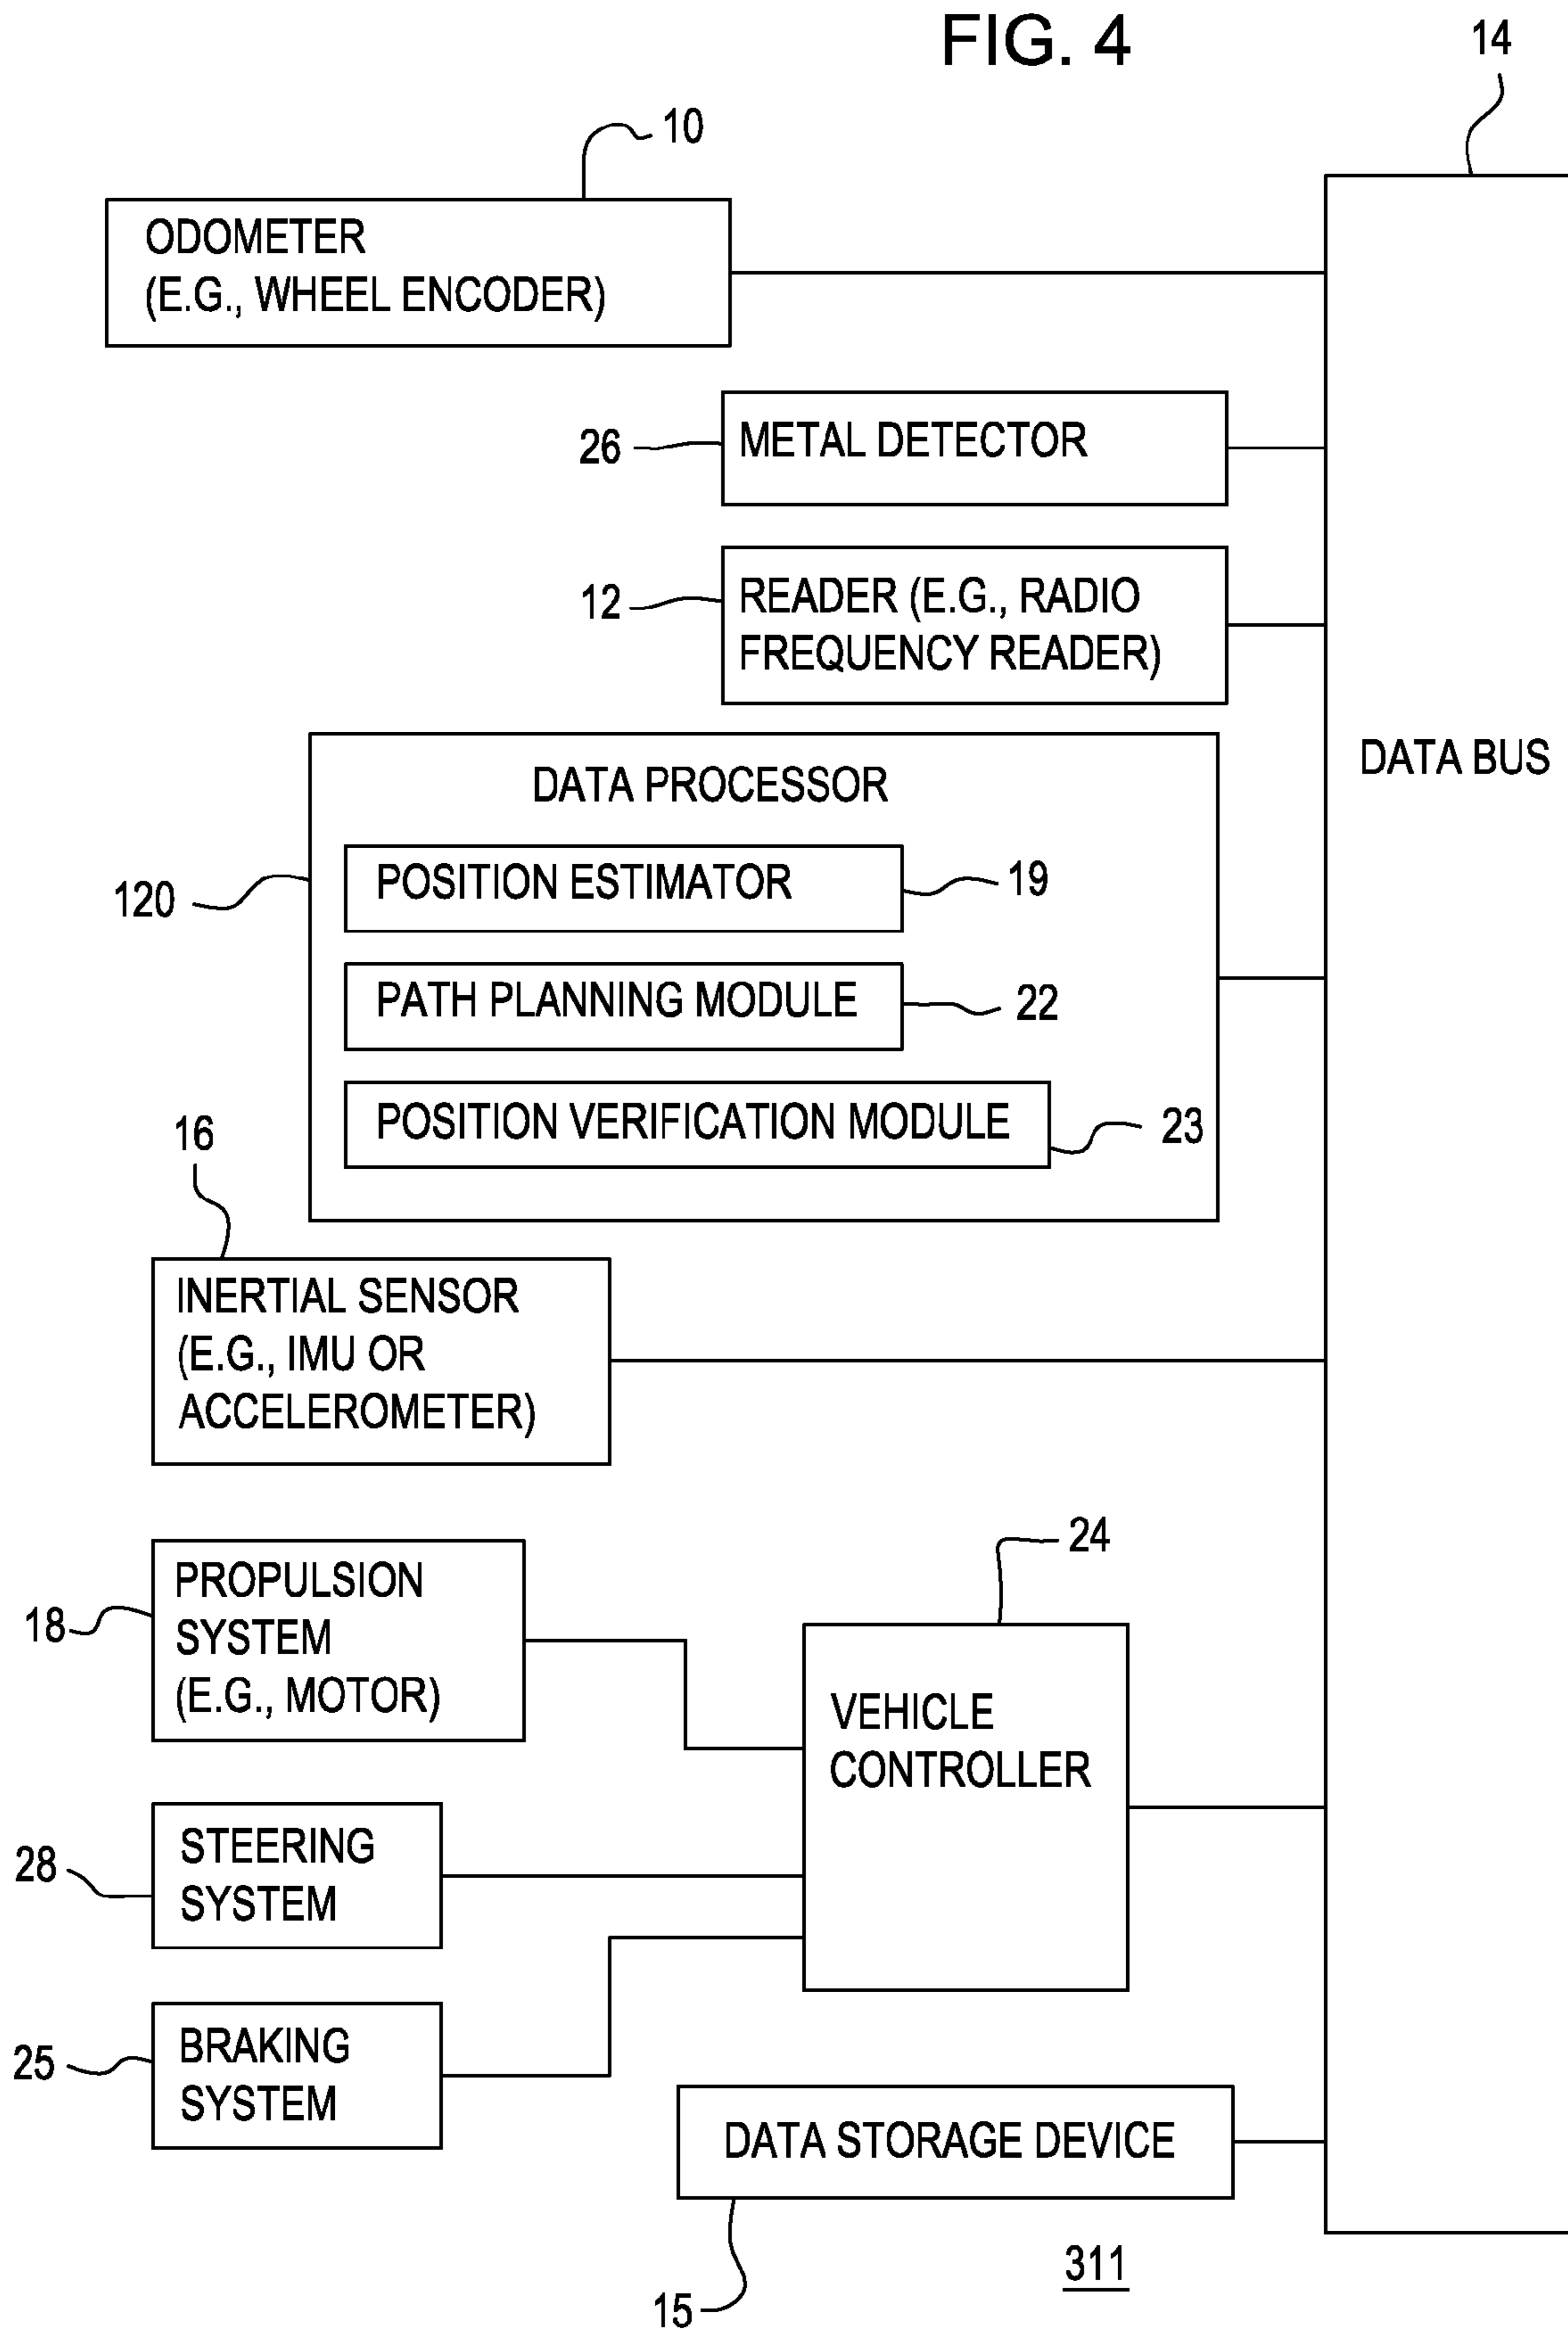 FIG. 4
14
10
ODOMETER
(E.G., WHEEL ENCODER)
26
METAL DETECTOR
12
READER (E.G., RADIO
FREQUENCY READER)
DATA BUS
DATA PROCESSOR
120
POSITION ESTIMATOR
19
PATH PLANNING MODULE
22
POSITION VERIFICATION MODULE
23
16
INERTIAL SENSOR
(E.G., IMU OR
ACCELEROMETER)
18
PROPULSION
SYSTEM
(E.G., MOTOR)
24
VEHICLE
CONTROLLER
28
STEERING
SYSTEM
25
BRAKING
SYSTEM
DATA STORAGE DEVICE
15
311